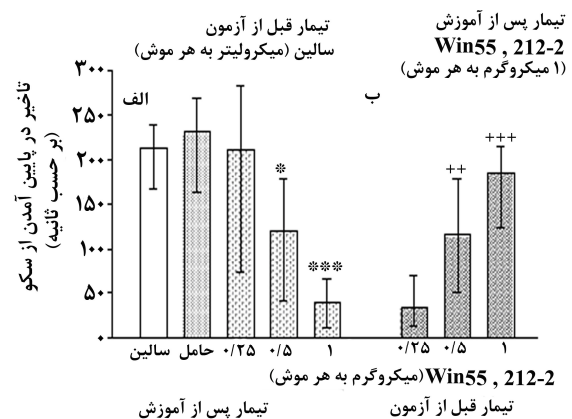 تیمار پس از آموزش
Win55 , 212-2
(۱ میکروگرم به هر موش)
تیمار قبل از آزمون
سالین (میکرولیتر به هر موش)
ب
الف
تاخیر در پایین آمدن از سکو
(بر حسب ثانیه)
۳۰۰
۲۵۰
۲۰۰
۱۵۰
۱۰۰
۵۰
۰
*
***
++
+++
سالین حامل ۰/۲۵ ۰/۵ ۱ ۰/۲۵ ۰/۵ ۱
Win55 , 212-2 (میکروگرم به هر موش)
تیمار پس از آموزش تیمار قبل از آزمون